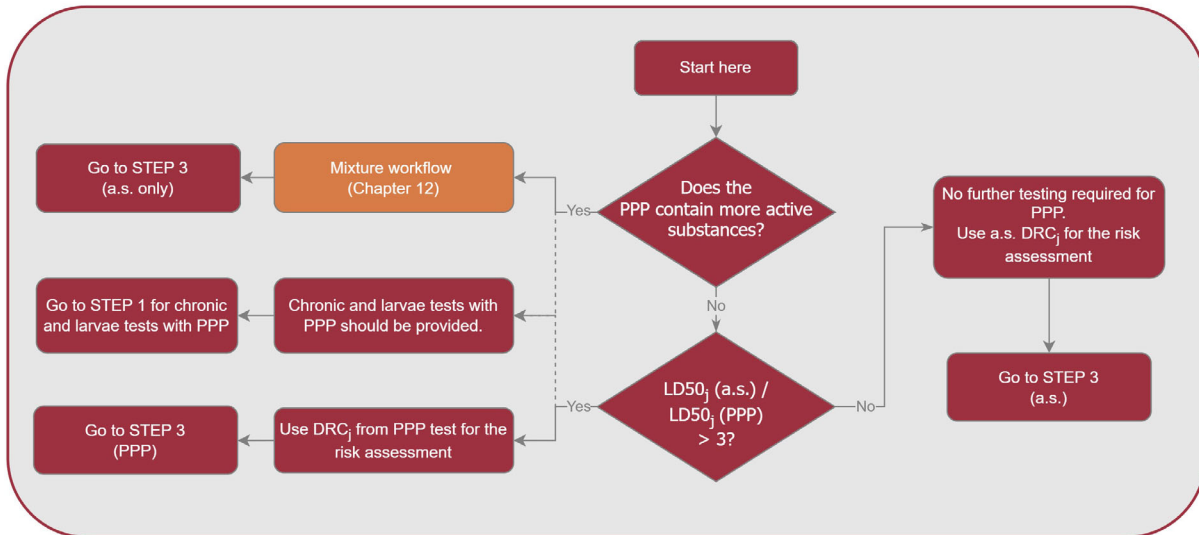 Start here
Does the
PPP contain more active
substances?
Yes
Mixture workflow
(Chapter 12)
Go to STEP 3
(a.s. only)
No further testing required for
PPP.
Use a.s. DRCj for the risk
assessment
Go to STEP 3
(a.s.)
Chronic and larvae tests with
PPP should be provided.
Go to STEP 1 for chronic
and larvae tests with PPP
No
LD50j (a.s.) /
LD50j (PPP)
> 3?
No
Yes
Use DRCj from PPP test for the
risk assessment
Go to STEP 3
(PPP)